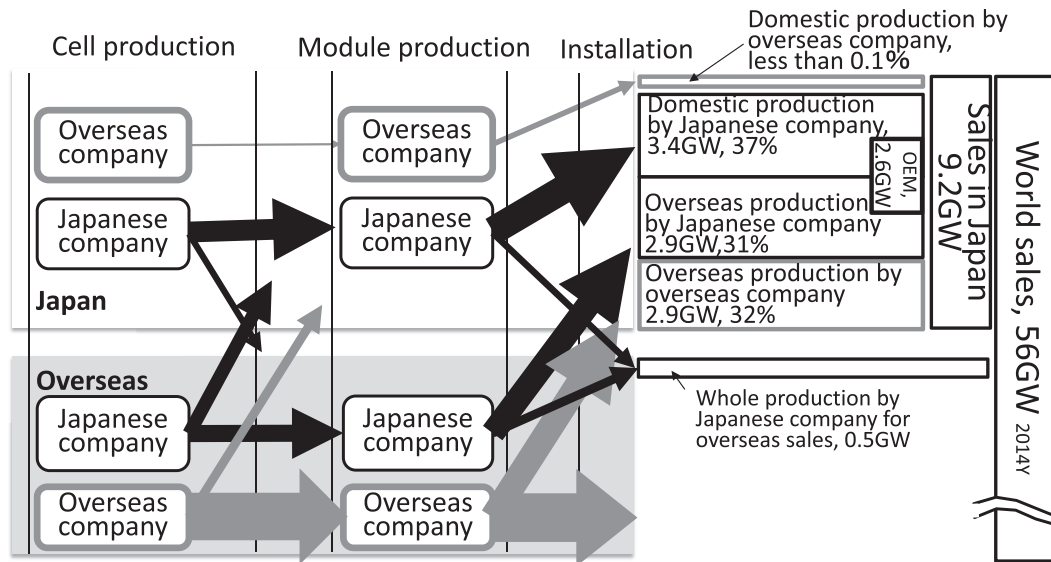 Cell production
Module production
Installation
Domestic production by
overseas company,
less than 0.1%
Overseas
company
Overseas
company
Japanese
company
Japanese
company
Japan
Domestic production
by Japanese company,
3.4GW, 37%
OEM,
2.6GW
Overseas production
by Japanese company
2.9GW,31%
Overseas production by
overseas company
2.9GW, 32%
Sales in Japan
9.2GW
World sales, 56GW 2014Y
Overseas
Japanese
company
Japanese
company
Overseas
company
Overseas
company
Whole production by
Japanese company for
overseas sales, 0.5GW